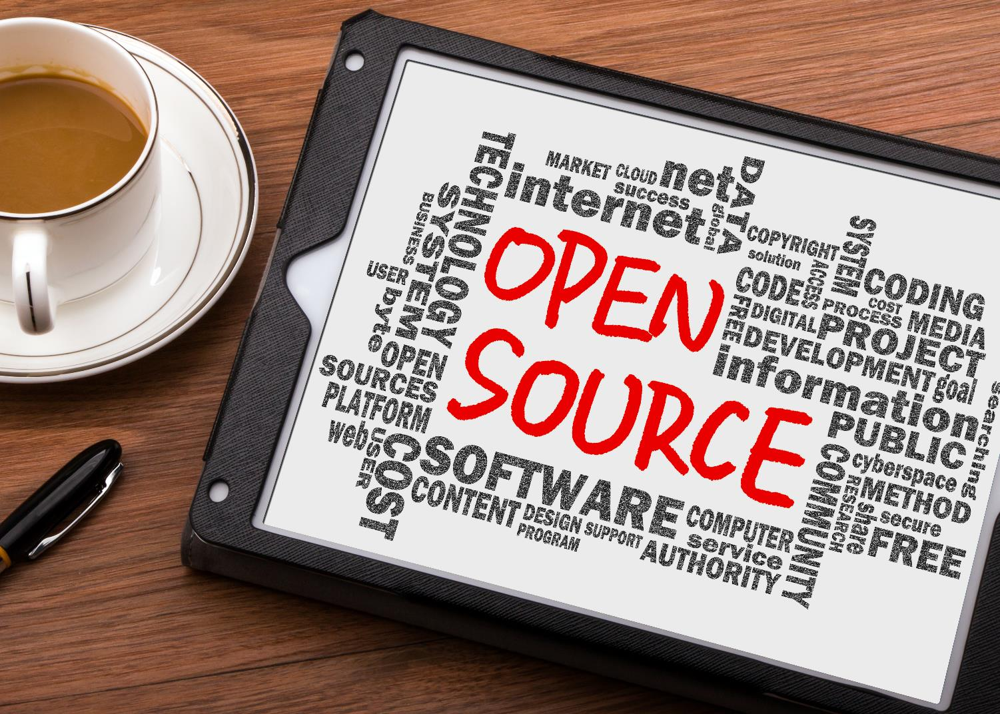 TECHNOLOGY
MARKET
CLOUD
net
DATA
internet
success
global
SYSTEM
BUSINESS
USER
byte
OPEN
SOURCES
PLATFORM
web
USER
COST
OPEN
SOURCE
COPYRIGHT
solution
SYSTEM
CODE
ACCESS
CODING
COST
PROCESS
MEDIA
FREE
DIGITAL
PROJECT
DEVELOPMENT
goal
information
searching
PUBLIC
COMMUNITY
cyberspace
RESEARCH
METHOD
share
secure
FREE
SOFTWARE
CONTENT
DESIGN
PROGRAM
SUPPORT
COMPUTER
service
AUTHORITY